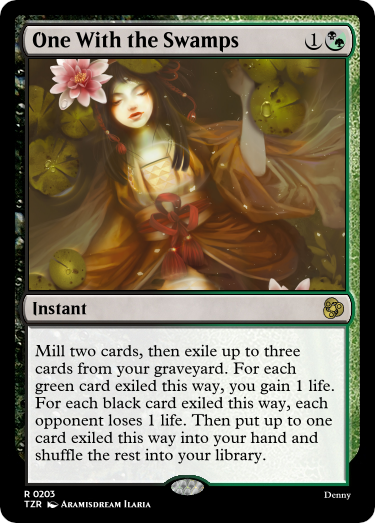 One With the Swamps 1
Instant
Mill two cards, then exile up to three
cards from your graveyard. For each
green card exiled this way, you gain 1 life.
For each black card exiled this way, each
opponent loses 1 life. Then put up to one
card exiled this way into your hand and
shuffle the rest into your library.
R 0203
Denny
TZR Aramisdream Ilaria